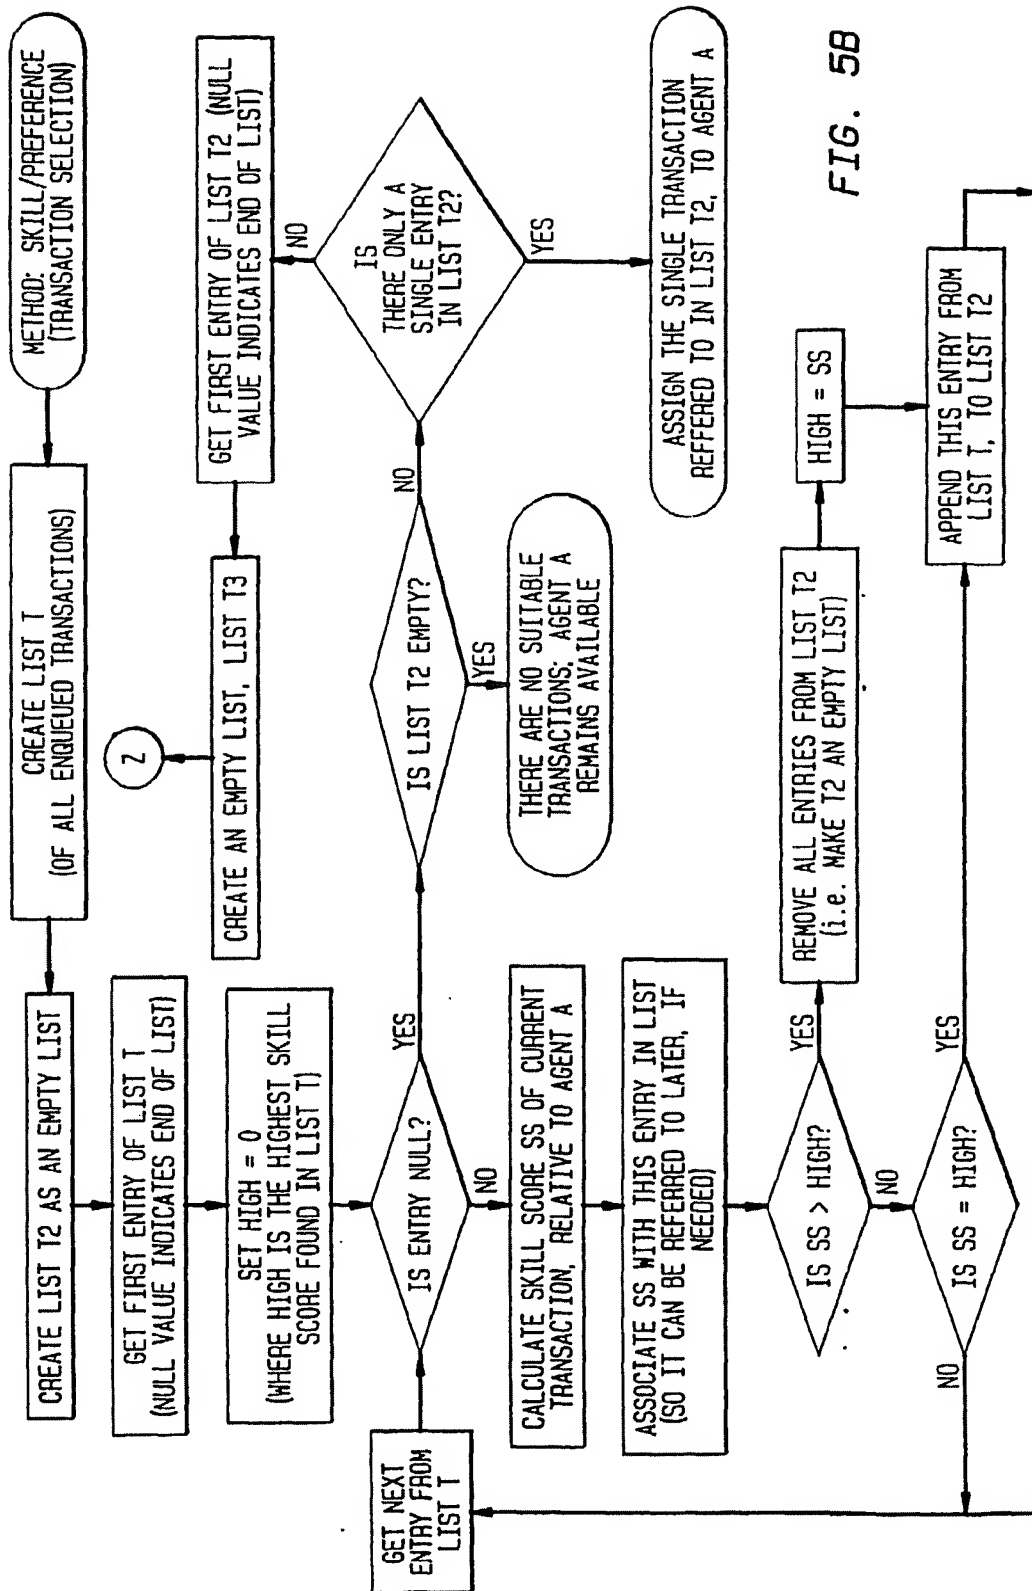 METHOD: SKILL/PREFERENCE
(TRANSACTION SELECTION)
CREATE LIST T
(OF ALL ENQUEUED TRANSACTIONS)
CREATE LIST T2 AS AN EMPTY LIST
GET FIRST ENTRY OF LIST T
(NULL VALUE INDICATES END OF LIST)
SET HIGH = 0
(WHERE HIGH IS THE HIGHEST SKILL
SCORE FOUND IN LIST T)
GET NEXT
ENTRY FROM
LIST T
IS ENTRY NULL?
YES
NO
IS LIST T2 EMPTY?
NO
YES
THERE ARE NO SUITABLE
TRANSACTIONS; AGENT A
REMAINS AVAILABLE
IS
THERE ONLY A
SINGLE ENTRY
IN LIST T2?
NO
YES
GET FIRST ENTRY OF LIST T2 (NULL
VALUE INDICATES END OF LIST)
CREATE AN EMPTY LIST, LIST T3
Z
ASSIGN THE SINGLE TRANSACTION
REFFERED TO IN LIST T2, TO AGENT A
CALCULATE SKILL SCORE SS OF CURRENT
TRANSACTION, RELATIVE TO AGENT A
ASSOCIATE SS WITH THIS ENTRY IN LIST
(SO IT CAN BE REFERRED TO LATER, IF
NEEDED)
IS SS > HIGH?
YES
NO
REMOVE ALL ENTRIES FROM LIST T2
(i.e. MAKE T2 AN EMPTY LIST)
HIGH = SS
IS SS = HIGH?
YES
NO
APPEND THIS ENTRY FROM
LIST T, TO LIST T2
FIG. 5B